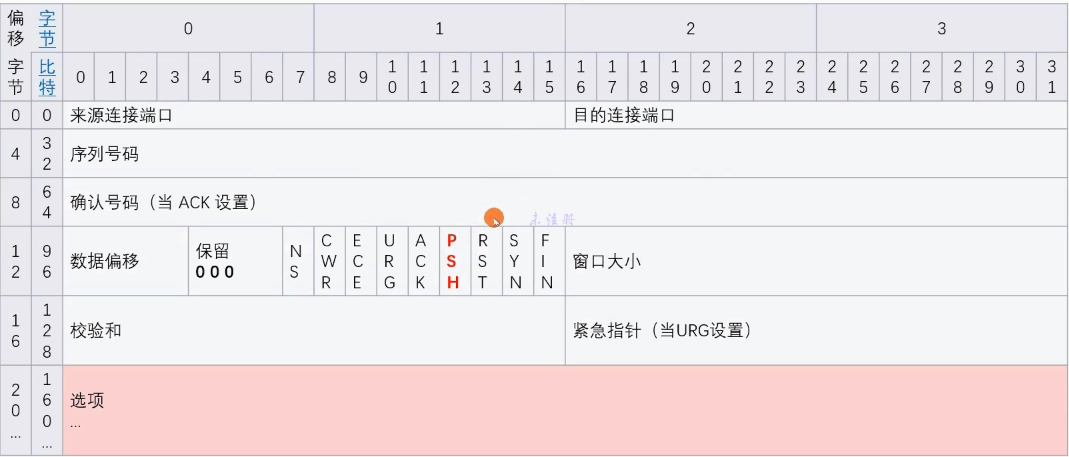 偏移 字节 0 1 2 3
字节 比特 0 1 2 3 4 5 6 7 8 9 10 11 12 13 14 15 16 17 18 19 20 21 22 23 24 25 26 27 28 29 30 31
0 0 来源连接端口 目的连接端口
4 32 序列号码
8 64 确认号码（当 ACK 设置）
未注册
12 96 数据偏移 保留 000 NS CWR ECE URG ACK PSH RST SYN FIN 窗口大小
16 128 校验和 紧急指针（当URG设置）
20 160 选项
... ... ...